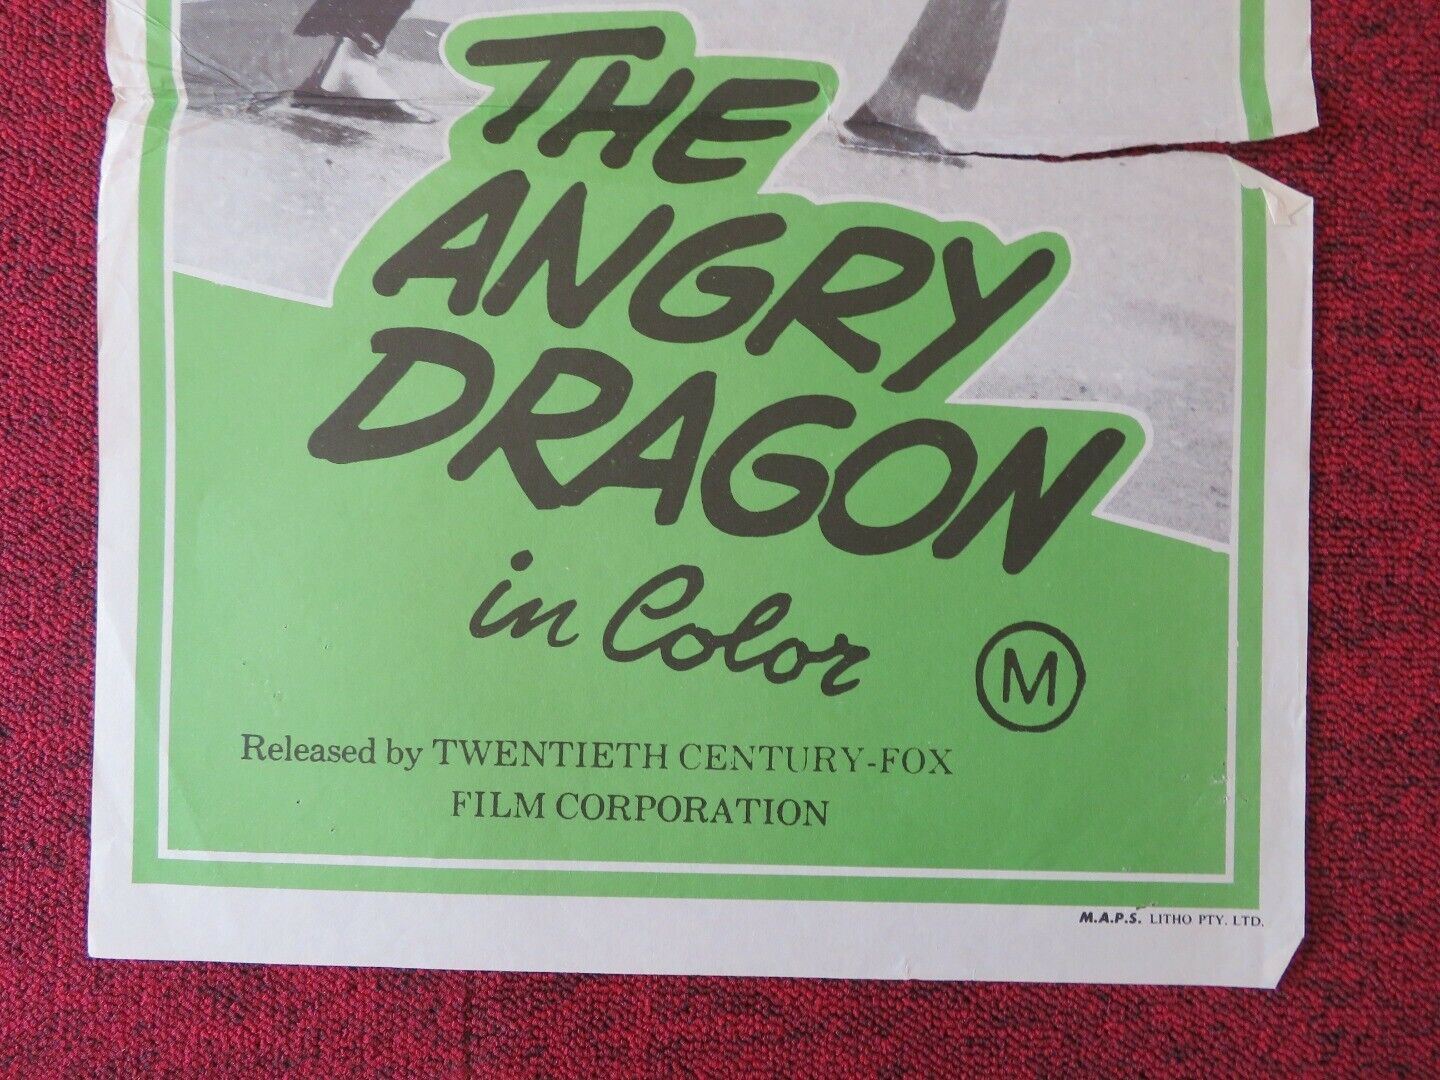 THE
ANGRY
DRAGON
in Color
M
Released by TWENTIETH CENTURY-FOX
FILM CORPORATION
M.A.P.S. LITHO PTY. LTD.